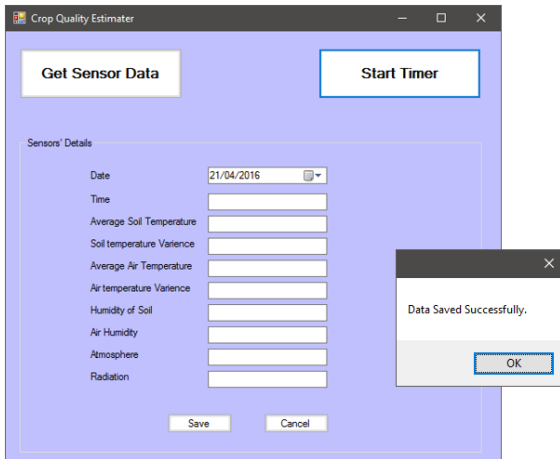 Crop Quality Estimater
Get Sensor Data
Start Timer
Sensors' Details
Date 21/04/2016
Time
Average Soil Temperature
Soil temperature Varience
Average Air Temperature
Air temperature Varience
Humidity of Soil
Air Humidity
Atmosphere
Radiation
Save Cancel
Data Saved Successfully.
OK